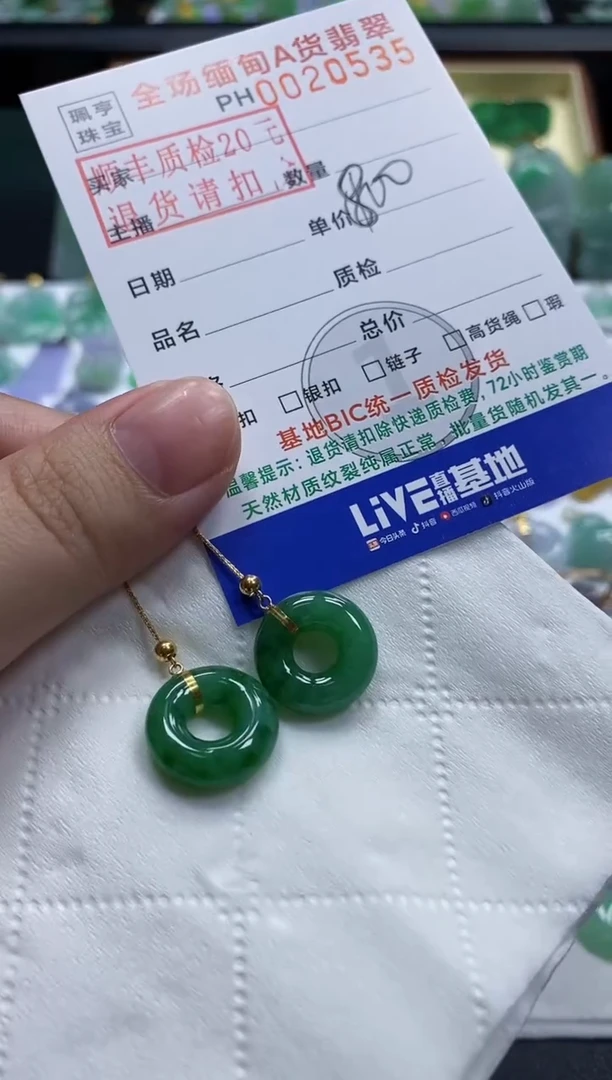 全场缅甸A货翡翠
珮亨
珠宝
PH0020535
顺丰质检20元
退货请扣
买家
数量
主播
单价 800
日期
质检
品名
总价
扣 银扣 链子 高货绳 瑕
基地BIC统一质检发货
温馨提示：退货请扣除快递质检费，72小时鉴赏期
天然材质纹裂纯属正常，批量货随机发其一。
LiVE直播基地
今日头条 抖音 西瓜视频 抖音火山版